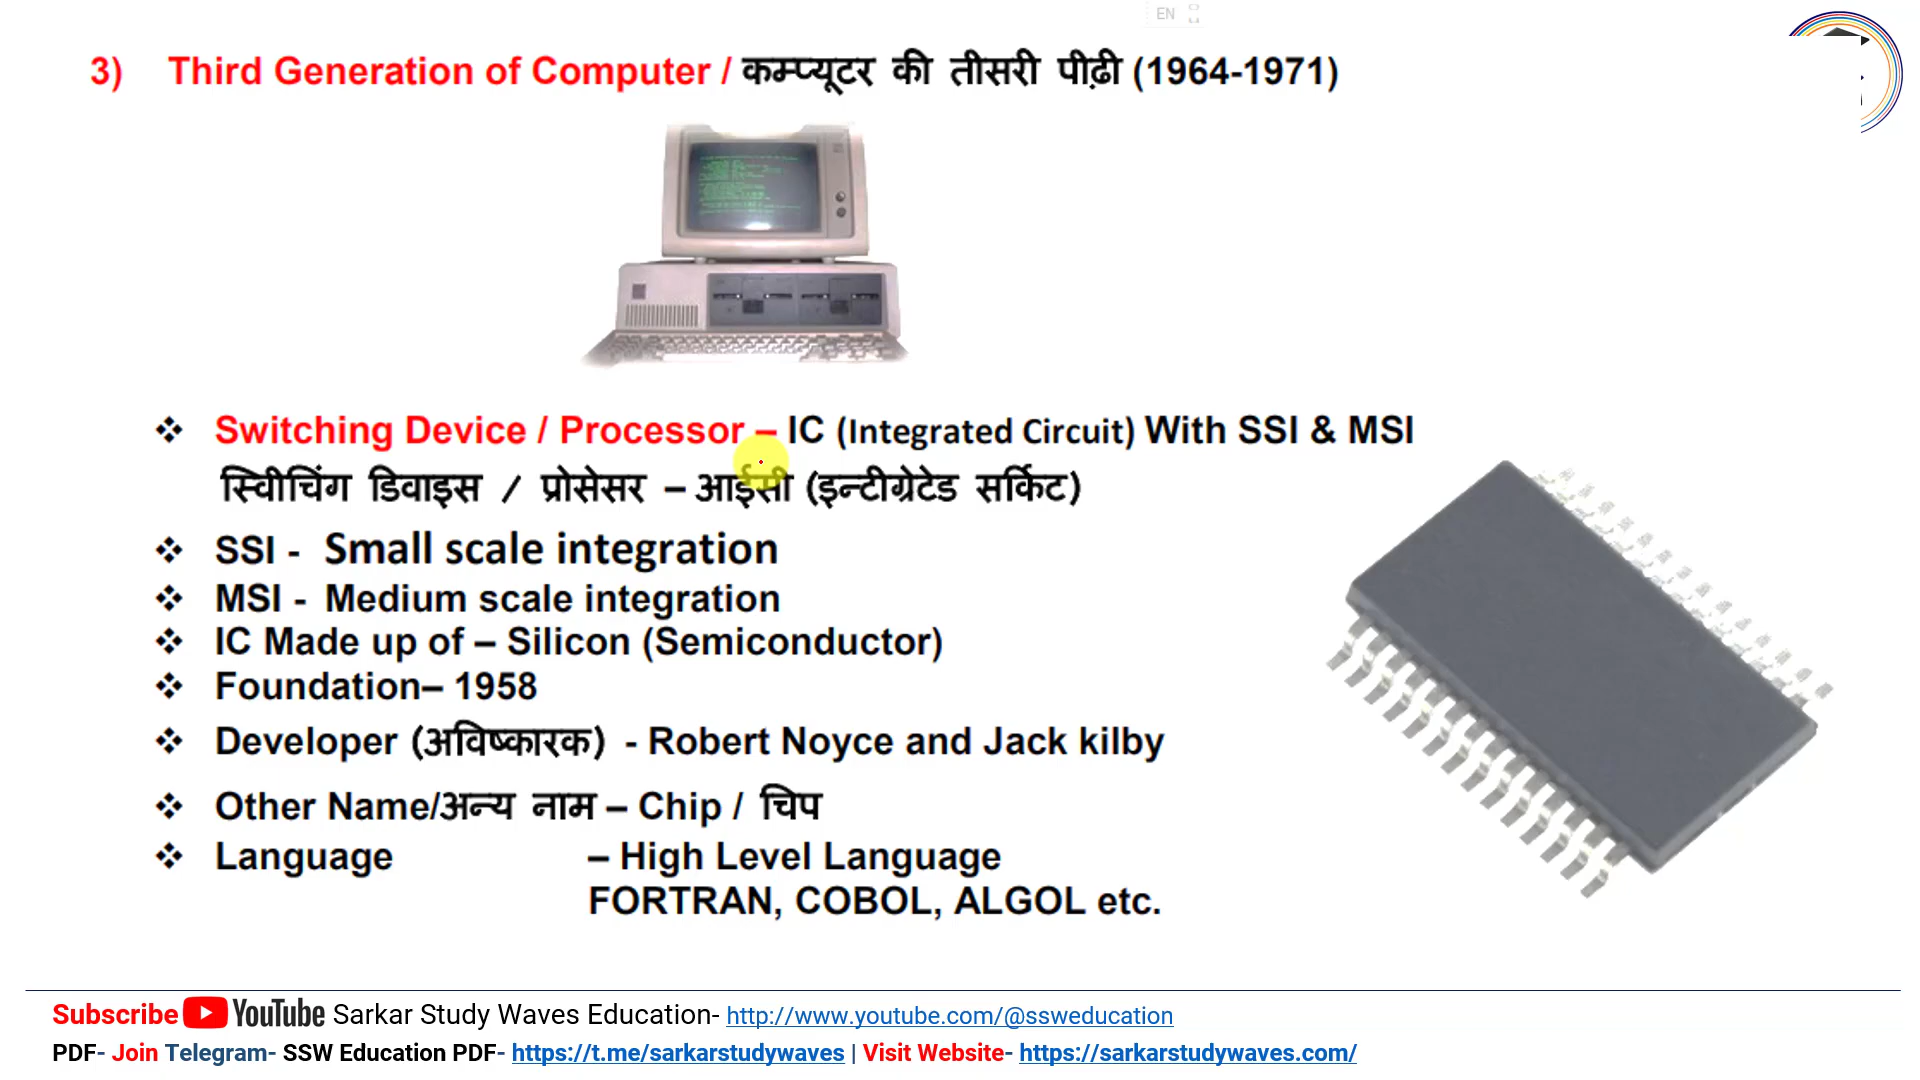 EN
3) Third Generation of Computer / कम्प्यूटर की तीसरी पीढ़ी (1964-1971)
❖ Switching Device / Processor – IC (Integrated Circuit) With SSI & MSI
स्विीचिंग डिवाइस / प्रोसेसर – आईसी (इन्टीग्रेटेड सर्किट)
❖ SSI - Small scale integration
❖ MSI - Medium scale integration
❖ IC Made up of – Silicon (Semiconductor)
❖ Foundation– 1958
❖ Developer (अविष्कारक) - Robert Noyce and Jack kilby
❖ Other Name/अन्य नाम – Chip / चिप
❖ Language – High Level Language
FORTRAN, COBOL, ALGOL etc.
Subscribe YouTube Sarkar Study Waves Education- http://www.youtube.com/@ssweducation
PDF- Join Telegram- SSW Education PDF- https://t.me/sarkarstudywaves | Visit Website- https://sarkarstudywaves.com/